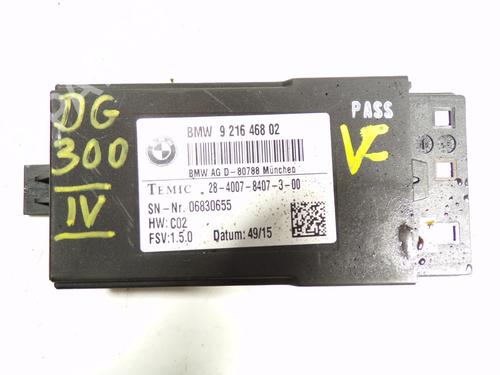 DG
300
IV
BMW 9 216 468 02
BMW AG D-80788 München
TEMIC . 28-4007-8407-3-00
SN-Nr. 06830655
HW: C02
FSV:1.5.0 Datum: 49/15
PASS
V